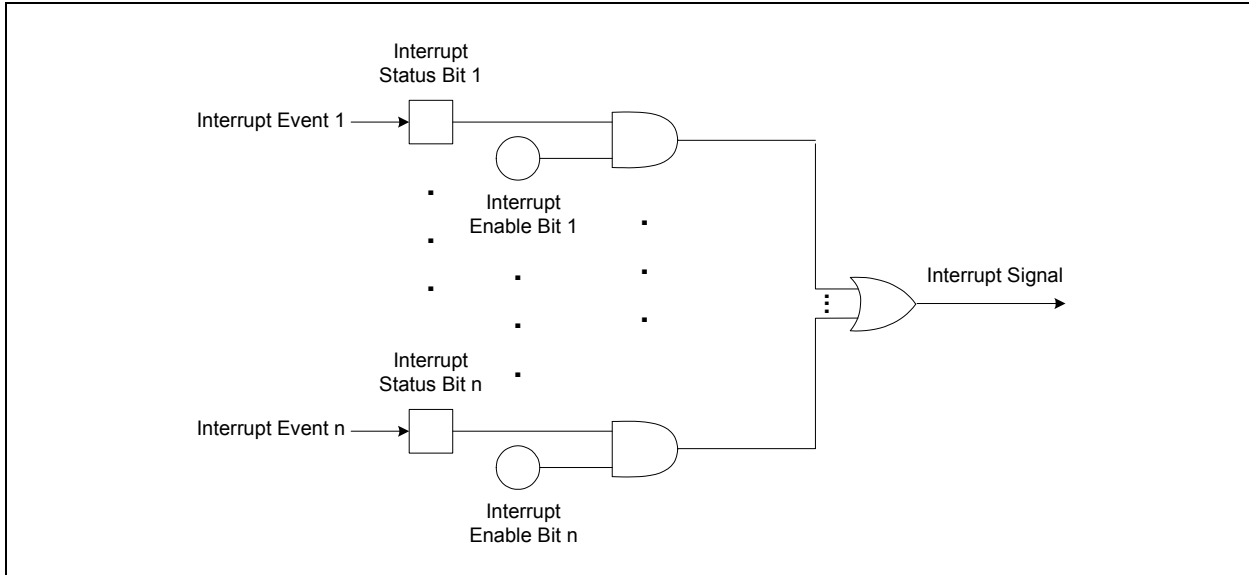 Interrupt
Status Bit 1
Interrupt Event 1
Interrupt
Enable Bit 1
Interrupt Signal
Interrupt
Status Bit n
Interrupt Event n
Interrupt
Enable Bit n